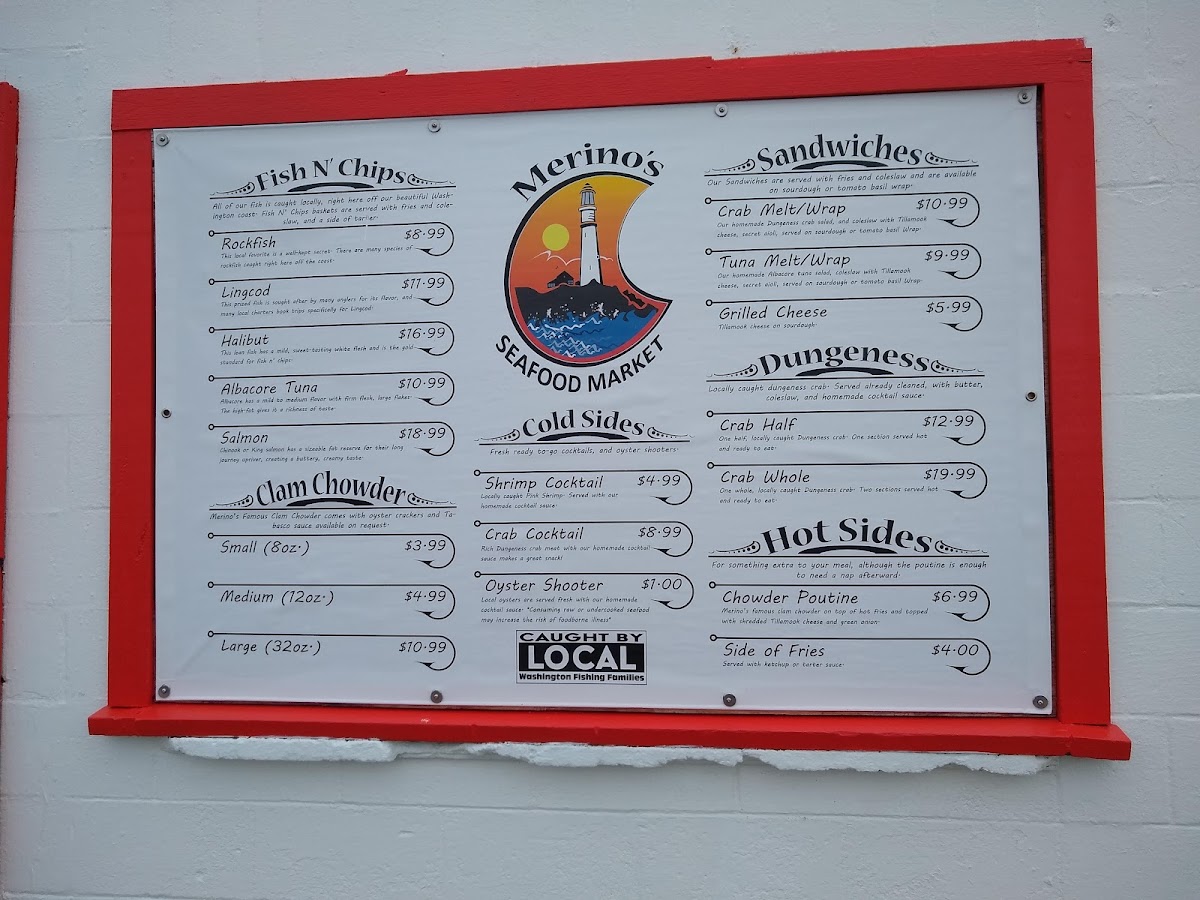 Fish N' Chips
All of our fish is caught locally, right here off our beautiful Wash-
ington coast. Fish N' Chips baskets are served with fries and cole-
slaw, and a side of tarter.
Rockfish $8.99
This local favorite is a well-kept secret. There are many species of
rockfish caught right here off the coast.
Lingcod $11.99
This prized fish is sought after by many anglers for its flavor, and
many local charters book trips specifically for Lingcod.
Halibut $16.99
This lean fish has a mild, sweet-tasting white flesh and is the gold
standard for fish n' chips.
Albacore Tuna $10.99
Albacore has a mild to medium flavor with firm flesh, large flakes.
The high fat gives it a richness of taste.
Salmon $18.99
Chinook or King salmon has a sizeable fat reserve for their long
journey upriver, creating a buttery, creamy taste.
Clam Chowder
Merino's Famous Clam Chowder comes with oyster crackers and Ta-
basco sauce available on request.
Small (8oz.) $3.99
Medium (12oz.) $4.99
Large (32oz.) $10.99
Merino's
SEAFOOD MARKET
Cold Sides
Fresh ready to-go cocktails, and oyster shooters.
Shrimp Cocktail $4.99
Locally caught Pink Shrimp. Served with our
homemade cocktail sauce.
Crab Cocktail $8.99
Rich Dungeness crab meat with our homemade cocktail
sauce makes a great snack!
Oyster Shooter $1.00
Local oysters are served fresh with our homemade
cocktail sauce. *Consuming raw or undercooked seafood
may increase the risk of foodborne illness*
CAUGHT BY
LOCAL
Washington Fishing Families
Sandwiches
Our Sandwiches are served with fries and coleslaw and are available
on sourdough or tomato basil wrap.
Crab Melt/Wrap $10.99
Our homemade Dungeness crab salad, and coleslaw with Tillamook
cheese, secret aioli, served on sourdough or tomato basil Wrap.
Tuna Melt/Wrap $9.99
Our homemade Albacore tuna salad, coleslaw with Tillamook
cheese, secret aioli, served on sourdough or tomato basil Wrap.
Grilled Cheese $5.99
Tillamook cheese on sourdough.
Dungeness
Locally caught dungeness crab. Served already cleaned, with butter,
coleslaw, and homemade cocktail sauce.
Crab Half $12.99
One half, locally caught Dungeness crab. One section served hot
and ready to eat.
Crab Whole $19.99
One whole, locally caught Dungeness crab. Two sections served hot
and ready to eat.
Hot Sides
For something extra to your meal, although the poutine is enough
to need a nap afterward.
Chowder Poutine $6.99
Merino's famous clam chowder on top of hot fries and topped
with shredded Tillamook cheese and green onion.
Side of Fries $4.00
Served with ketchup or tarter sauce.